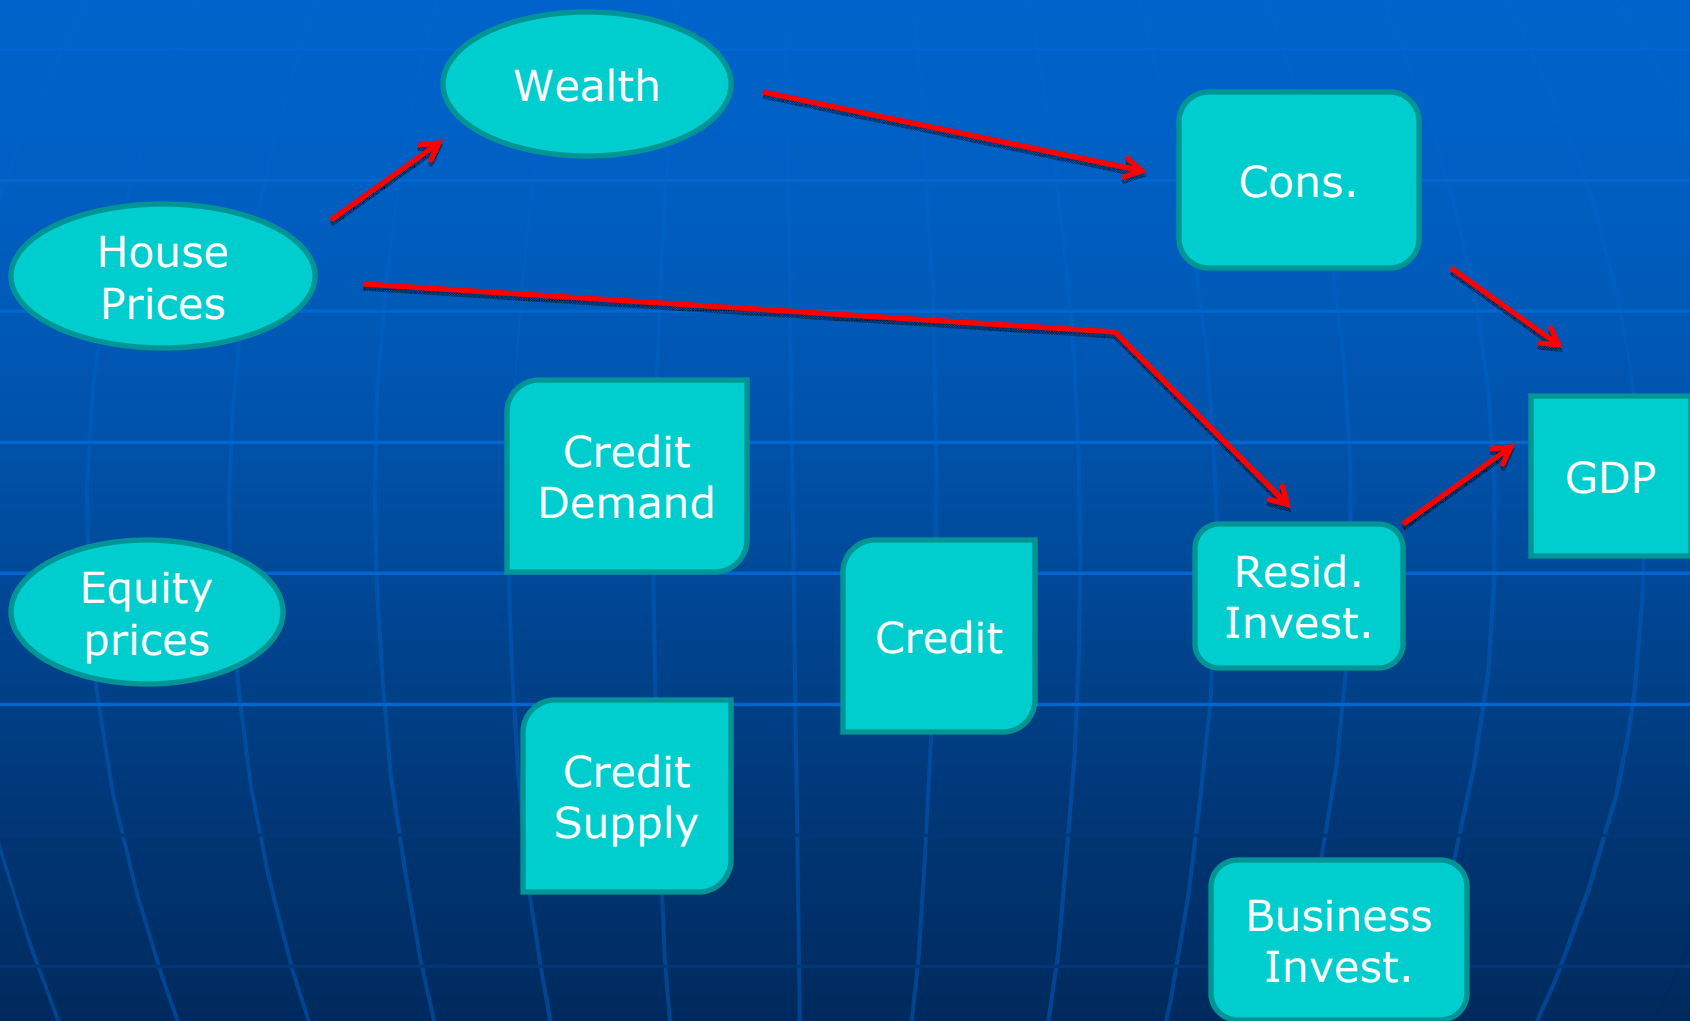 Wealth
Cons.
House
Prices
Credit
Demand
GDP
Equity
prices
Credit
Resid.
Invest.
Credit
Supply
Business
Invest.